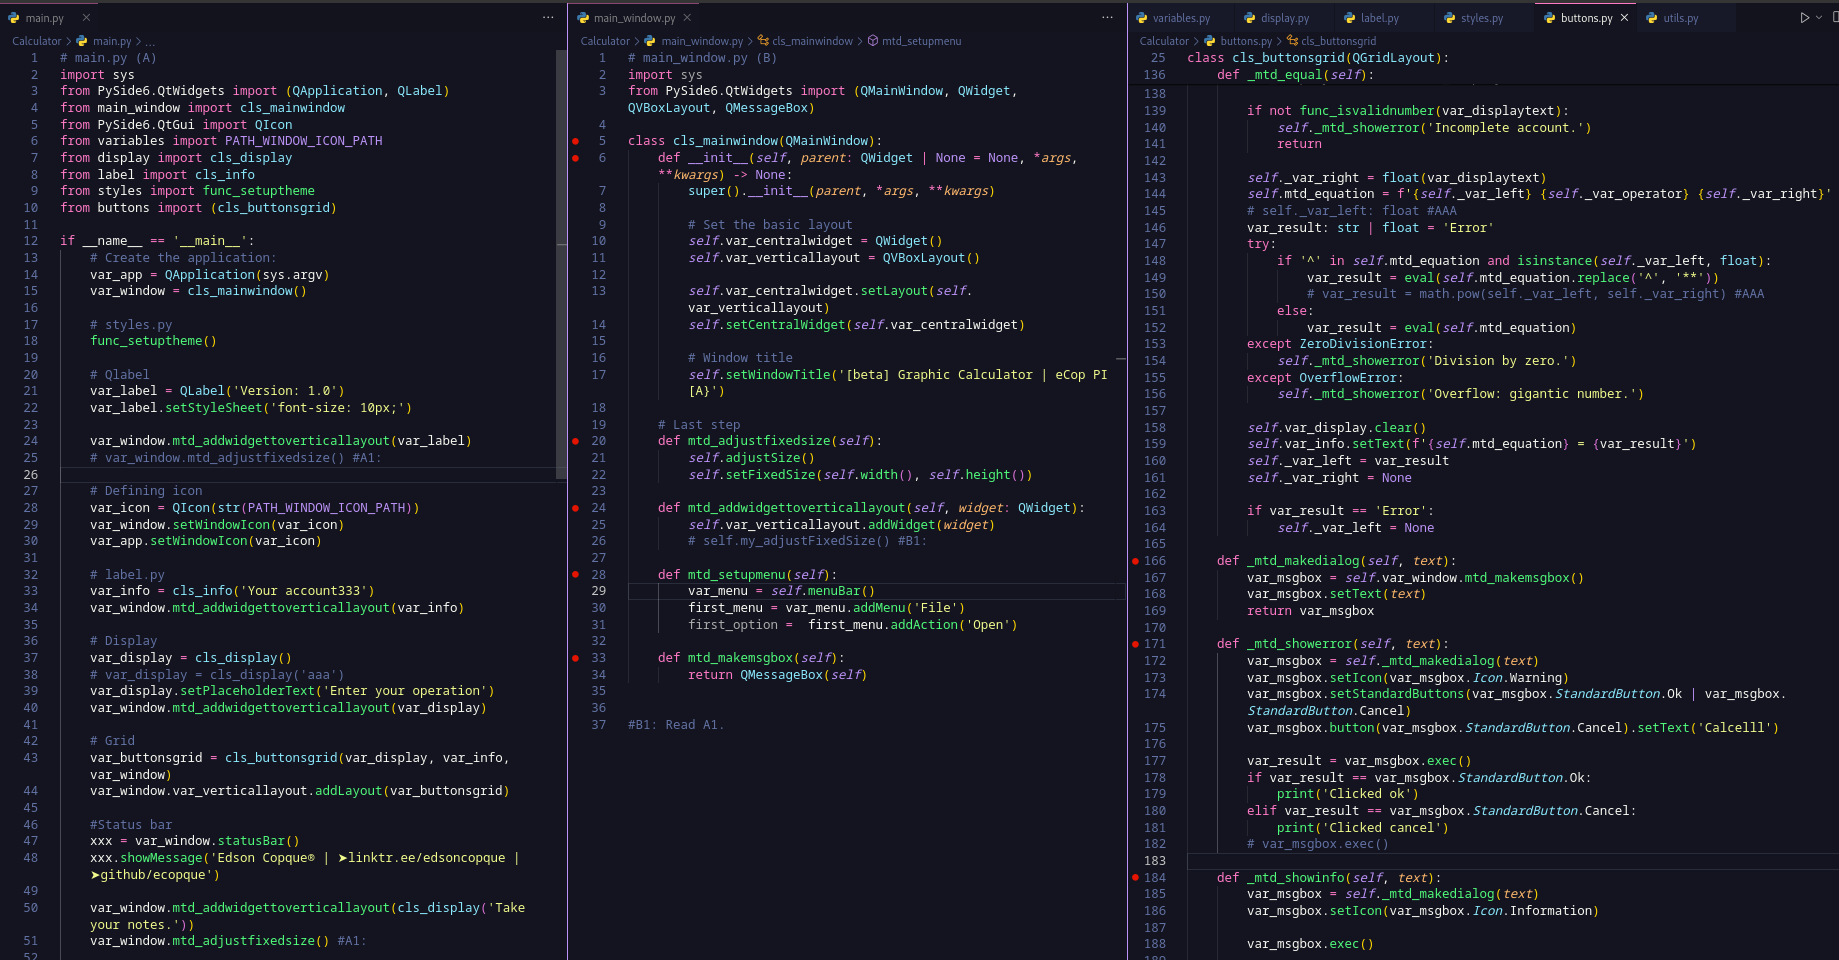 main.py ×
Calculator > main.py > ...
1 # main.py (A)
2 import sys
3 from PySide6.QtWidgets import (QApplication, QLabel)
4 from main_window import cls_mainwindow
5 from PySide6.QtGui import QIcon
6 from variables import PATH_WINDOW_ICON_PATH
7 from display import cls_display
8 from label import cls_info
9 from styles import func_setuptheme
10 from buttons import (cls_buttonsgrid)
11
12 if __name__ == '__main__':
13 # Create the application:
14 var_app = QApplication(sys.argv)
15 var_window = cls_mainwindow()
16
17 # styles.py
18 func_setuptheme()
19
20 # Qlabel
21 var_label = QLabel('Version: 1.0')
22 var_label.setStyleSheet('font-size: 10px;')
23
24 var_window.mtd_addwidgettoverticallayout(var_label)
25 # var_window.mtd_adjustfixedsize() #A1:
26
27 # Defining icon
28 var_icon = QIcon(str(PATH_WINDOW_ICON_PATH))
29 var_window.setWindowIcon(var_icon)
30 var_app.setWindowIcon(var_icon)
31
32 # label.py
33 var_info = cls_info('Your account333')
34 var_window.mtd_addwidgettoverticallayout(var_info)
35
36 # Display
37 var_display = cls_display()
38 # var_display = cls_display('aaa')
39 var_display.setPlaceholderText('Enter your operation')
40 var_window.mtd_addwidgettoverticallayout(var_display)
41
42 # Grid
43 var_buttonsgrid = cls_buttonsgrid(var_display, var_info,
var_window)
44 var_window.var_verticallayout.addLayout(var_buttonsgrid)
45
46 #Status bar
47 xxx = var_window.statusBar()
48 xxx.showMessage('Edson Copque® | ➤linktr.ee/edsoncopque |
➤github/ecopque')
49
50 var_window.mtd_addwidgettoverticallayout(cls_display('Take
your notes.'))
51 var_window.mtd_adjustfixedsize() #A1:
52
main_window.py ×
Calculator > main_window.py > cls_mainwindow > mtd_setupmenu
1 # main_window.py (B)
2 import sys
3 from PySide6.QtWidgets import (QMainWindow, QWidget,
QVBoxLayout, QMessageBox)
4
5 class cls_mainwindow(QMainWindow):
6 def __init__(self, parent: QWidget | None = None, *args,
**kwargs) -> None:
7 super().__init__(parent, *args, **kwargs)
8
9 # Set the basic layout
10 self.var_centralwidget = QWidget()
11 self.var_verticallayout = QVBoxLayout()
12
13 self.var_centralwidget.setLayout(self.
var_verticallayout)
14 self.setCentralWidget(self.var_centralwidget)
15
16 # Window title
17 self.setWindowTitle('[beta] Graphic Calculator | eCop PI
[A}')
18
19 # Last step
20 def mtd_adjustfixedsize(self):
21 self.adjustSize()
22 self.setFixedSize(self.width(), self.height())
23
24 def mtd_addwidgettoverticallayout(self, widget: QWidget):
25 self.var_verticallayout.addWidget(widget)
26 # self.my_adjustFixedSize() #B1:
27
28 def mtd_setupmenu(self):
29 var_menu = self.menuBar()
30 first_menu = var_menu.addMenu('File')
31 first_option =  first_menu.addAction('Open')
32
33 def mtd_makemsgbox(self):
34 return QMessageBox(self)
35
36
37 #B1: Read A1.
variables.py display.py label.py styles.py buttons.py × utils.py
Calculator > buttons.py > cls_buttonsgrid
25 class cls_buttonsgrid(QGridLayout):
136 def _mtd_equal(self):
138
139 if not func_isvalidnumber(var_displaytext):
140 self._mtd_showerror('Incomplete account.')
141 return
142
143 self._var_right = float(var_displaytext)
144 self.mtd_equation = f'{self._var_left} {self._var_operator} {self._var_right}'
145 # self._var_left: float #AAA
146 var_result: str | float = 'Error'
147 try:
148 if '^' in self.mtd_equation and isinstance(self._var_left, float):
149 var_result = eval(self.mtd_equation.replace('^', '**'))
150 # var_result = math.pow(self._var_left, self._var_right) #AAA
151 else:
152 var_result = eval(self.mtd_equation)
153 except ZeroDivisionError:
154 self._mtd_showerror('Division by zero.')
155 except OverflowError:
156 self._mtd_showerror('Overflow: gigantic number.')
157
158 self.var_display.clear()
159 self.var_info.setText(f'{self.mtd_equation} = {var_result}')
160 self._var_left = var_result
161 self._var_right = None
162
163 if var_result == 'Error':
164 self._var_left = None
165
166 def _mtd_makedialog(self, text):
167 var_msgbox = self.var_window.mtd_makemsgbox()
168 var_msgbox.setText(text)
169 return var_msgbox
170
171 def _mtd_showerror(self, text):
172 var_msgbox = self._mtd_makedialog(text)
173 var_msgbox.setIcon(var_msgbox.Icon.Warning)
174 var_msgbox.setStandardButtons(var_msgbox.StandardButton.Ok | var_msgbox.
StandardButton.Cancel)
175 var_msgbox.button(var_msgbox.StandardButton.Cancel).setText('Calcelll')
176
177 var_result = var_msgbox.exec()
178 if var_result == var_msgbox.StandardButton.Ok:
179 print('Clicked ok')
180 elif var_result == var_msgbox.StandardButton.Cancel:
181 print('Clicked cancel')
182 # var_msgbox.exec()
183
184 def _mtd_showinfo(self, text):
185 var_msgbox = self._mtd_makedialog(text)
186 var_msgbox.setIcon(var_msgbox.Icon.Information)
187
188 var_msgbox.exec()